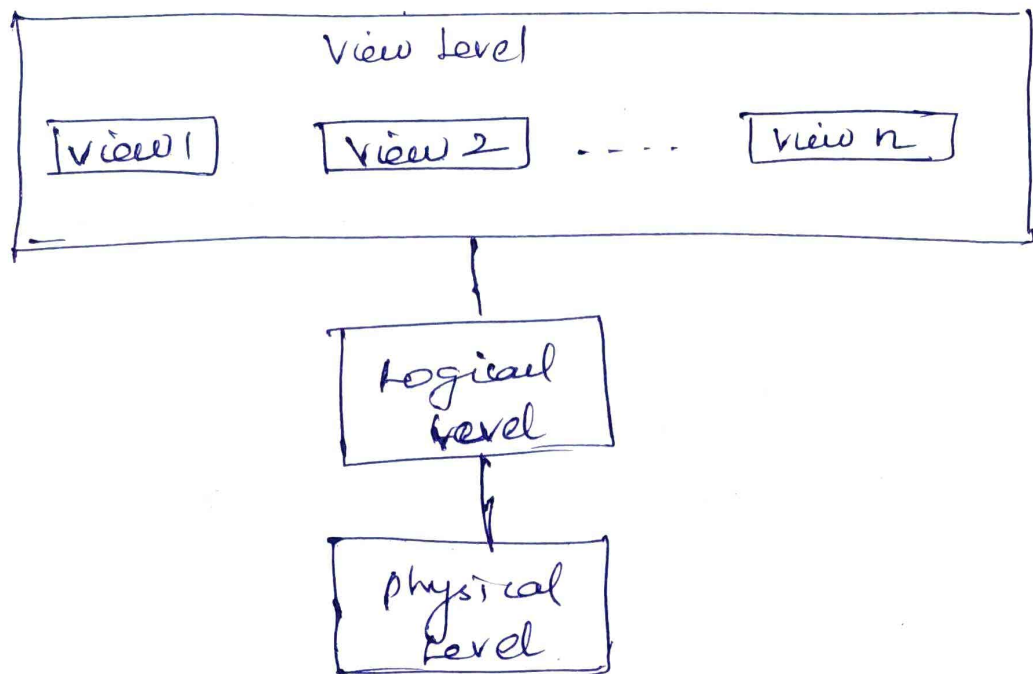 View Level
View 1 View 2 ..... View n
Logical
Level
Physical
Level